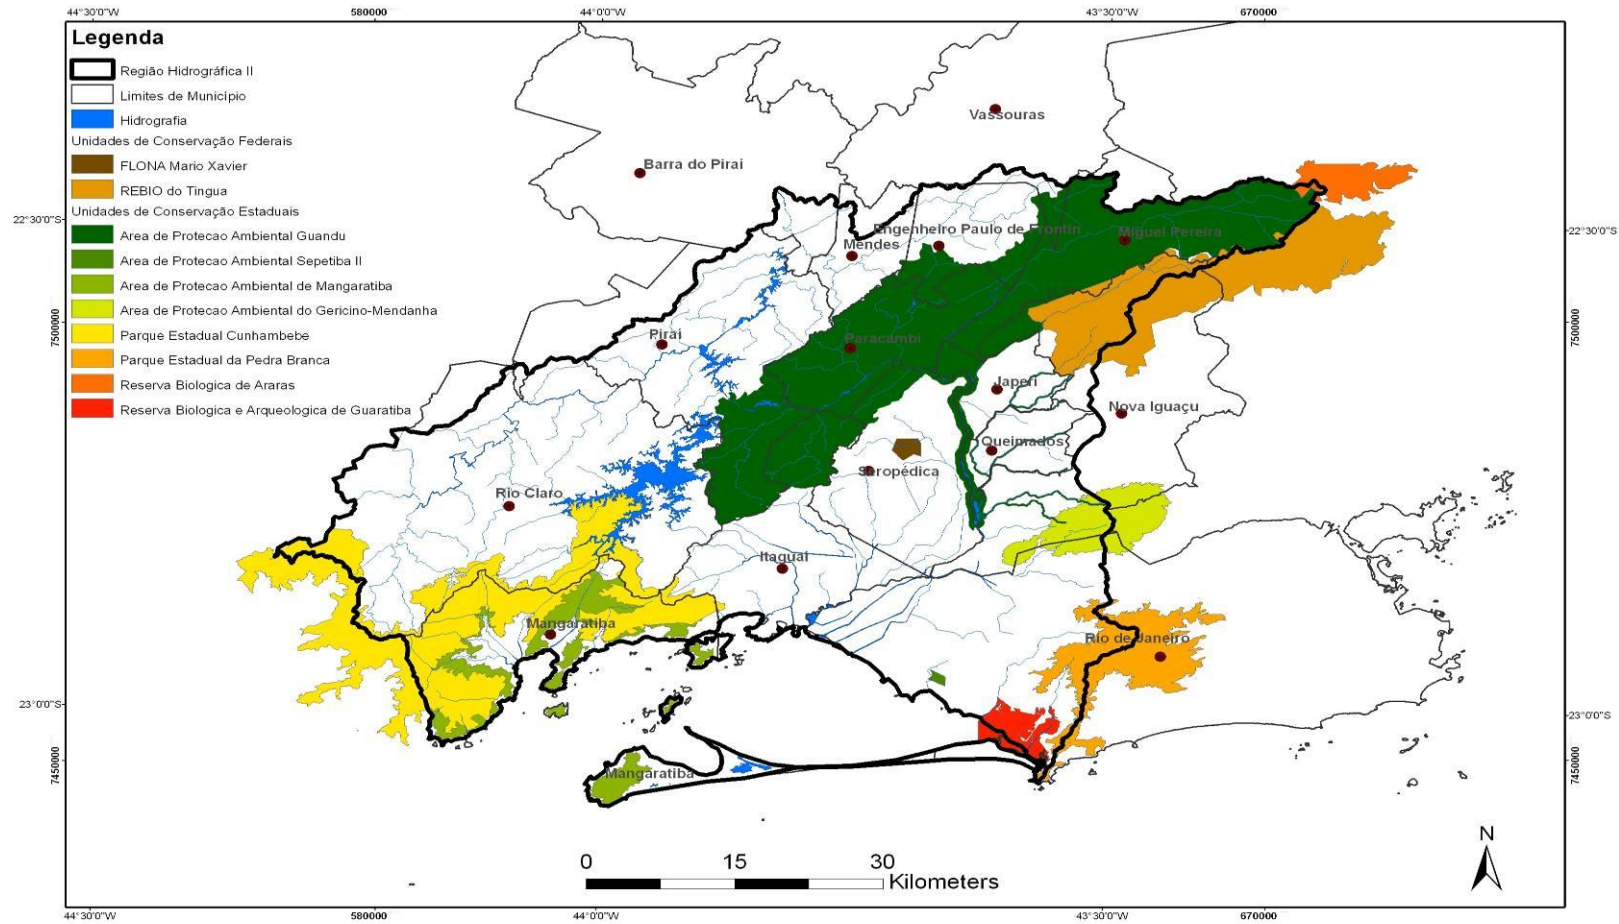 44°30'0"W 580000 44°0'0"W 43°30'0"W 670000
Legenda
Região Hidrográfica II
Limites de Município
Hidrografia
Unidades de Conservação Federais
FLONA Mario Xavier
REBIO do Tingua
Unidades de Conservação Estaduais
Area de Protecao Ambiental Guandu
Area de Protecao Ambiental Sepetiba II
Area de Protecao Ambiental de Mangaratiba
Area de Protecao Ambiental do Gericino-Mendanha
Parque Estadual Cunhambebe
Parque Estadual da Pedra Branca
Reserva Biologica de Araras
Reserva Biologica e Arqueologica de Guaratiba
Vassouras
Barra do Piraí
22°30'0"S
22°30'0"S
Engenheiro Paulo de Frontin
Miguel Pereira
Mendes
7500000
7500000
Piraí
Paracambi
Japeri
Nova Iguaçu
Queimados
Seropédica
Rio Claro
Itaguaí
Mangaratiba
Rio de Janeiro
23°0'0"S
23°0'0"S
7450000
7450000
Mangaratiba
N
0 15 30
Kilometers
44°30'0"W 580000 44°0'0"W 43°30'0"W 670000